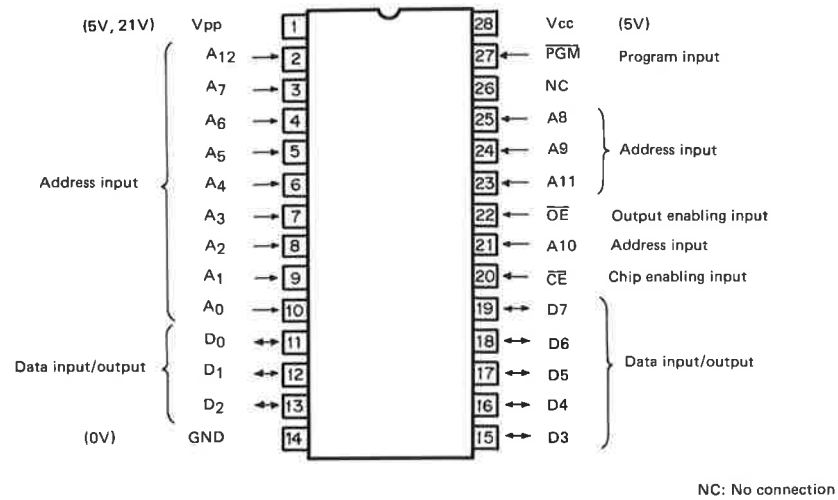 (5V, 21V) Vpp 1 28 Vcc (5V)
A12 2 27 PGM Program input
A7 3 26 NC
A6 4 25 A8
A5 5 24 A9 Address input
Address input A4 6 23 A11
A3 7 22 OE Output enabling input
A2 8 21 A10 Address input
A1 9 20 CE Chip enabling input
A0 10 19 D7
D0 11 18 D6
Data input/output D1 12 17 D5 Data input/output
D2 13 16 D4
(0V) GND 14 15 D3
NC: No connection